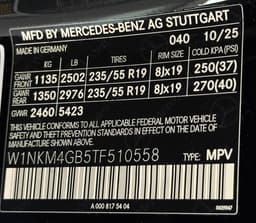 MFD BY MERCEDES-BENZ AG STUTTGART
MADE IN GERMANY 040 10/25
KG LB TIRES RIM SIZE COLD KPA(PSI)
GAWR FRONT 1135 2502 235/55 R19 8Jx19 250(37)
GAWR REAR 1350 2976 235/55 R19 8Jx19 270(40)
GVWR 2460 5423
THIS VEHICLE CONFORMS TO ALL APPLICABLE FEDERAL MOTOR VEHICLE
SAFETY AND THEFT PREVENTION STANDARDS IN EFFECT ON THE DATE OF
MANUFACTURE SHOWN ABOVE.
W1NKM4GB5TF510558 TYPE: MPV
A 000 817 54 04